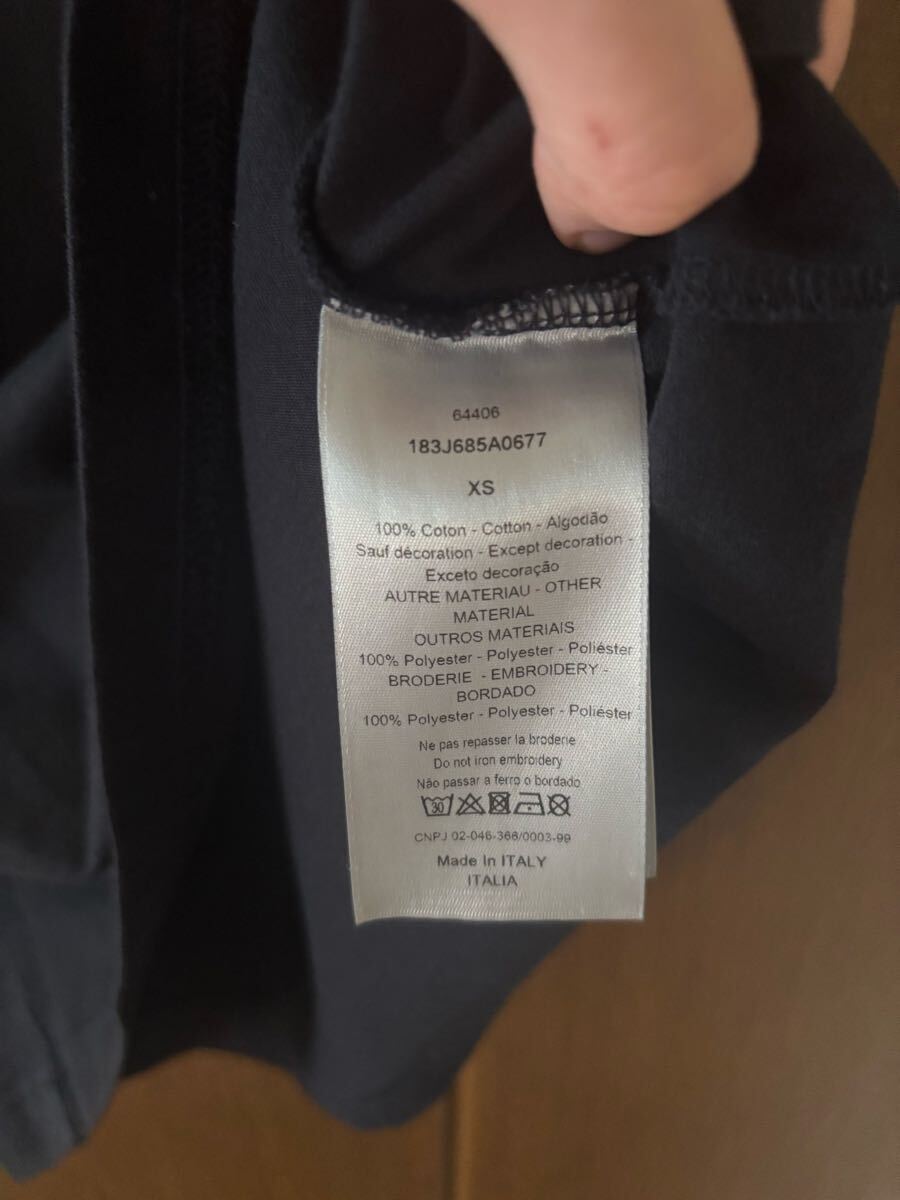 64406
183J685A0677
XS
100% Coton - Cotton - Algodão
Sauf décoration - Except decoration -
Exceto decoração
AUTRE MATERIAU - OTHER
MATERIAL
OUTROS MATERIAIS
100% Polyester - Polyester - Poliéster
BRODERIE - EMBROIDERY -
BORDADO
100% Polyester - Polyester - Poliéster
Ne pas repasser la broderie
Do not iron embroidery
Não passar a ferro o bordado
30
CNPJ 02-046-366/0003-99
Made In ITALY
ITALIA